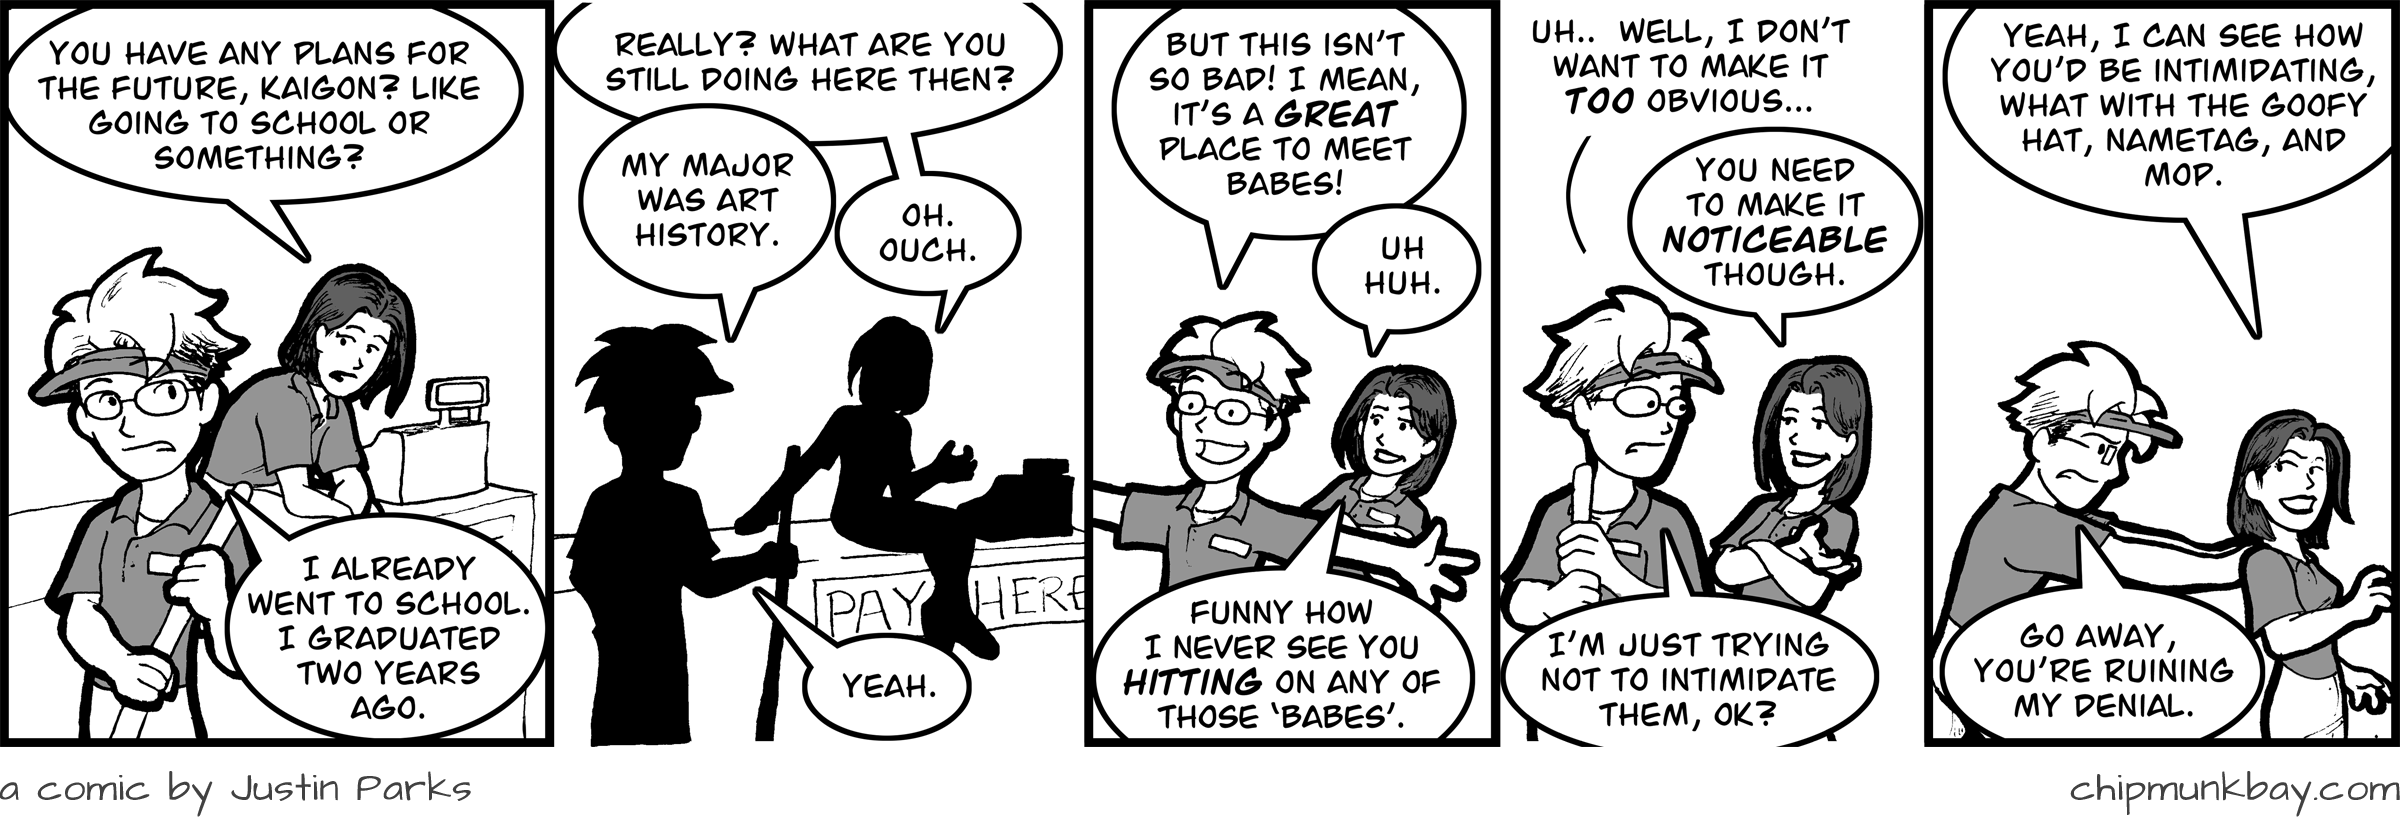 YOU HAVE ANY PLANS FOR
THE FUTURE, KAIGON? LIKE
GOING TO SCHOOL OR
SOMETHING?
I ALREADY
WENT TO SCHOOL.
I GRADUATED
TWO YEARS
AGO.
REALLY? WHAT ARE YOU
STILL DOING HERE THEN?
MY MAJOR
WAS ART
HISTORY.
OH.
OUCH.
YEAH.
PAY HERE
BUT THIS ISN'T
SO BAD! I MEAN,
IT'S A GREAT
PLACE TO MEET
BABES!
UH
HUH.
FUNNY HOW
I NEVER SEE YOU
HITTING ON ANY OF
THOSE 'BABES'.
UH.. WELL, I DON'T
WANT TO MAKE IT
TOO OBVIOUS...
YOU NEED
TO MAKE IT
NOTICEABLE
THOUGH.
I'M JUST TRYING
NOT TO INTIMIDATE
THEM, OK?
YEAH, I CAN SEE HOW
YOU'D BE INTIMIDATING,
WHAT WITH THE GOOFY
HAT, NAMETAG, AND
MOP.
GO AWAY,
YOU'RE RUINING
MY DENIAL.
a comic by Justin Parks
chipmunkbay.com